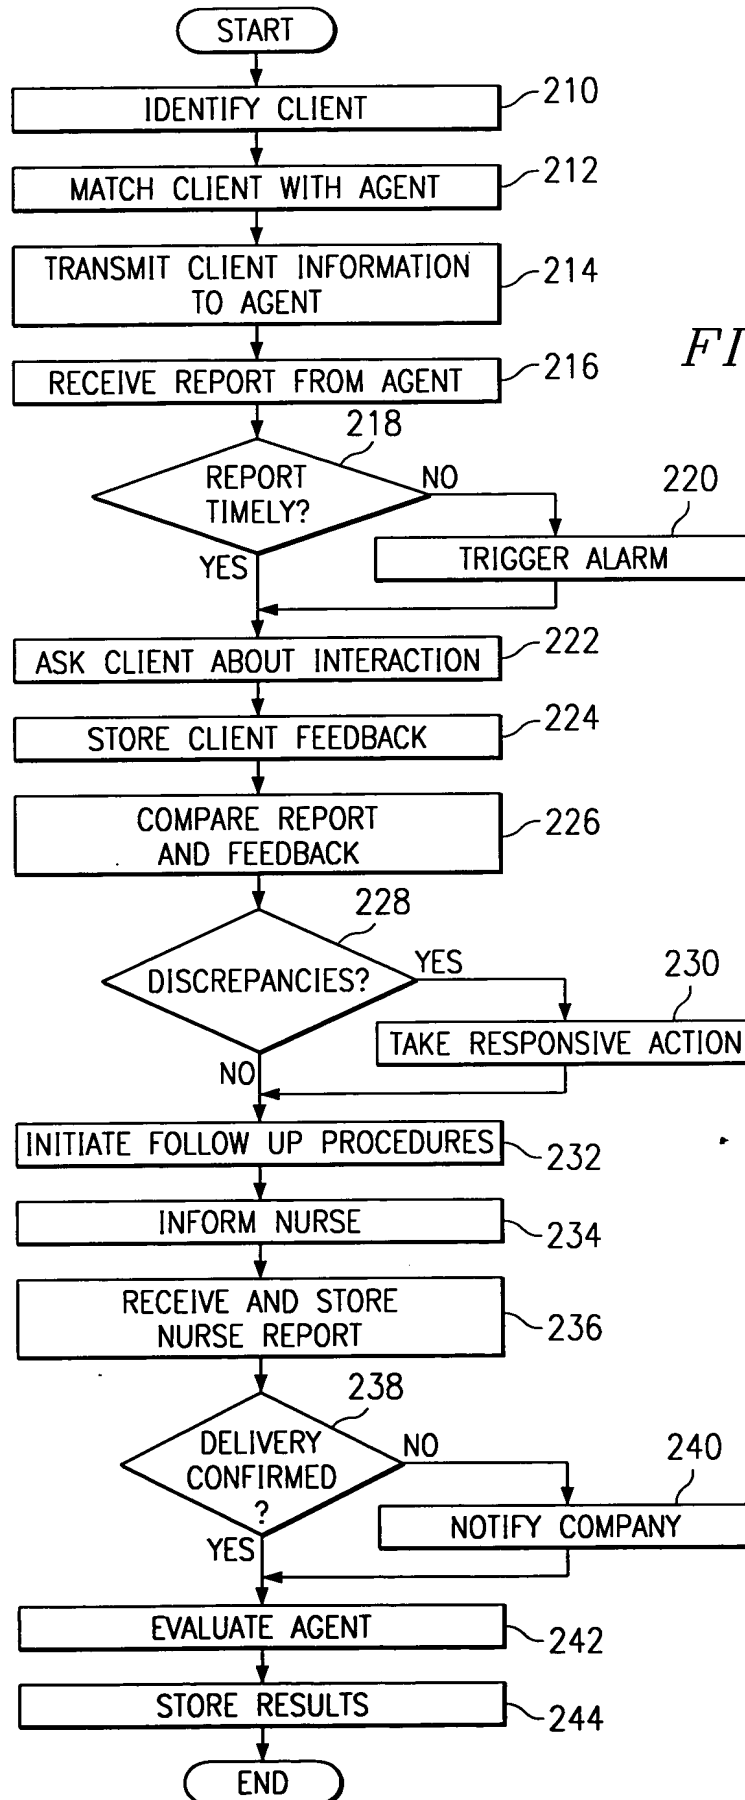 START
IDENTIFY CLIENT
210
MATCH CLIENT WITH AGENT
212
TRANSMIT CLIENT INFORMATION
TO AGENT
214
FI
RECEIVE REPORT FROM AGENT
216
218
REPORT
TIMELY?
NO
YES
220
TRIGGER ALARM
ASK CLIENT ABOUT INTERACTION
222
STORE CLIENT FEEDBACK
224
COMPARE REPORT
AND FEEDBACK
226
228
DISCREPANCIES?
YES
NO
230
TAKE RESPONSIVE ACTION
INITIATE FOLLOW UP PROCEDURES
232
INFORM NURSE
234
RECEIVE AND STORE
NURSE REPORT
236
238
DELIVERY
CONFIRMED
?
NO
YES
240
NOTIFY COMPANY
EVALUATE AGENT
242
STORE RESULTS
244
END